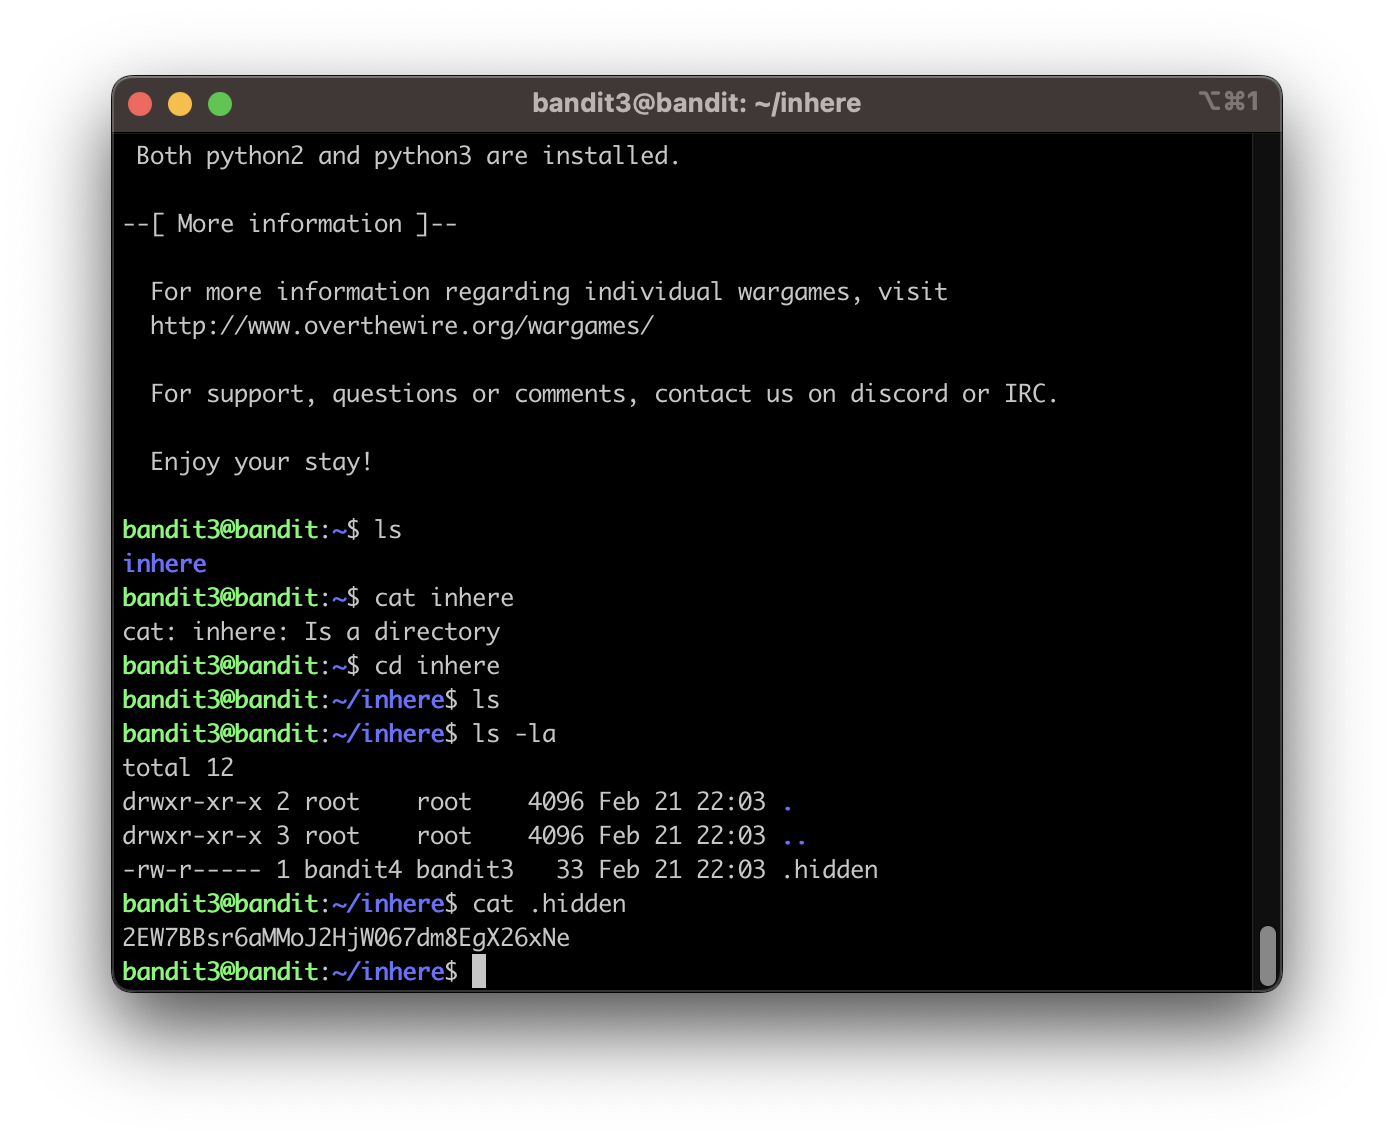 bandit3@bandit: ~/inhere
⌥⌘1
Both python2 and python3 are installed.
--[ More information ]--
For more information regarding individual wargames, visit
http://www.overthewire.org/wargames/
For support, questions or comments, contact us on discord or IRC.
Enjoy your stay!
bandit3@bandit:~$ ls
inhere
bandit3@bandit:~$ cat inhere
cat: inhere: Is a directory
bandit3@bandit:~$ cd inhere
bandit3@bandit:~/inhere$ ls
bandit3@bandit:~/inhere$ ls -la
total 12
drwxr-xr-x 2 root    root    4096 Feb 21 22:03 .
drwxr-xr-x 3 root    root    4096 Feb 21 22:03 ..
-rw-r----- 1 bandit4 bandit3   33 Feb 21 22:03 .hidden
bandit3@bandit:~/inhere$ cat .hidden
2EW7BBsr6aMMoJ2HjW067dm8EgX26xNe
bandit3@bandit:~/inhere$